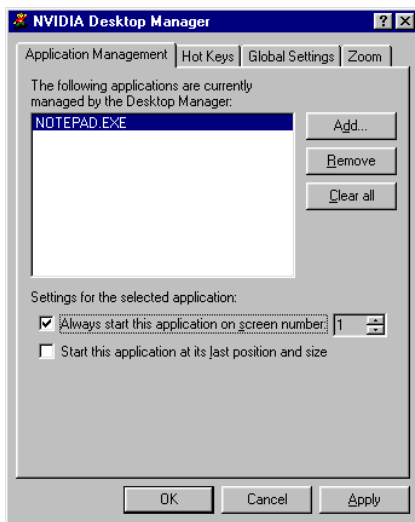 NVIDIA Desktop Manager
Application Management Hot Keys Global Settings Zoom
The following applications are currently
managed by the Desktop Manager:
NOTEPAD.EXE
Add...
Remove
Clear all
Settings for the selected application:
Always start this application on screen number: 1
Start this application at its last position and size
OK Cancel Apply